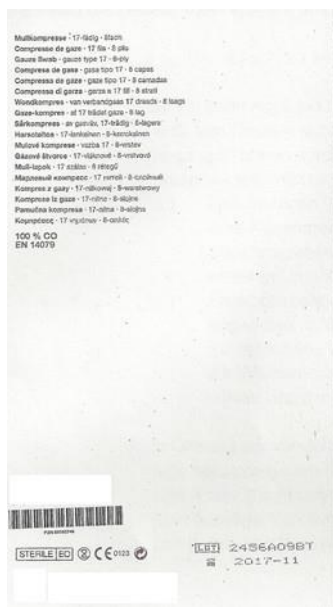 Mullkompresse · 17-fädig · 8fach
Compresse de gaze · 17 fils · 8 plis
Gauze Swab · gauze type 17 · 8-ply
Compresa de gasa · gasa tipo 17 · 8 capas
Compressa de gaze · gaze tipo 17 · 8 camadas
Compressa di garza · garza a 17 fili · 8 strati
Wondkompres · van verbandgaas 17 draads · 8 laags
Gaze-kompres · af 17 trådet gaze · 8 lag
Sårkompress · av gasväv, 17-trådig · 8-lagers
Harsotaitos · 17-lankainen · 8-kerroksinen
Mulové komprese · vazba 17 · 8-vrstev
Gázové štvorce · 17-vláknové · 8-vrstvové
Mull-lapok · 17 szálas · 8 rétegű
Марлевый компресс · 17 нитей · 8-слойный
Kompres z gazy · 17-nitkowej · 8-warstwowy
Komprese iz gaze · 17-nitne · 8-slojne
Pamučna kompresa · 17-nitna · 8-slojna
Κομπρέσες · 17 νημάτων · 8-διπλές
100 % CO
EN 14079
STERILE EO 2 CE 0123
LOT 24S6A09BT
2017-11